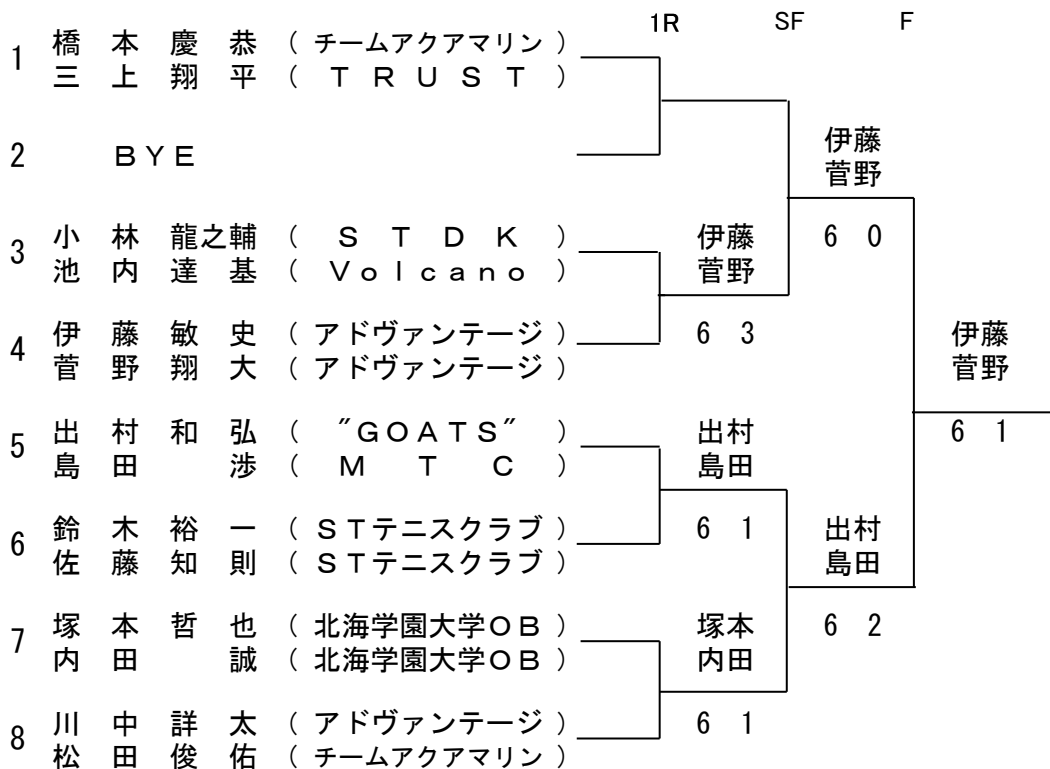 1R SF F
1 橋本慶恭 (チームアクアマリン)
三上翔平 (ＴＲＵＳＴ)
2 ＢＹＥ
伊藤
菅野
6 0
3 小林龍之輔 (ＳＴＤＫ)
池内達基 (Ｖｏｌｃａｎｏ)
伊藤
菅野
6 3
4 伊藤敏史 (アドヴァンテージ)
菅野翔大 (アドヴァンテージ)
伊藤
菅野
6 1
5 出村和弘 (″ＧＯＡＴＳ″)
島田渉 (ＭＴＣ)
出村
島田
6 1
6 鈴木裕一 (ＳＴテニスクラブ)
佐藤知則 (ＳＴテニスクラブ)
出村
島田
6 2
7 塚本哲也 (北海学園大学ＯＢ)
内田誠 (北海学園大学ＯＢ)
塚本
内田
6 1
8 川中詳太 (アドヴァンテージ)
松田俊佑 (チームアクアマリン)